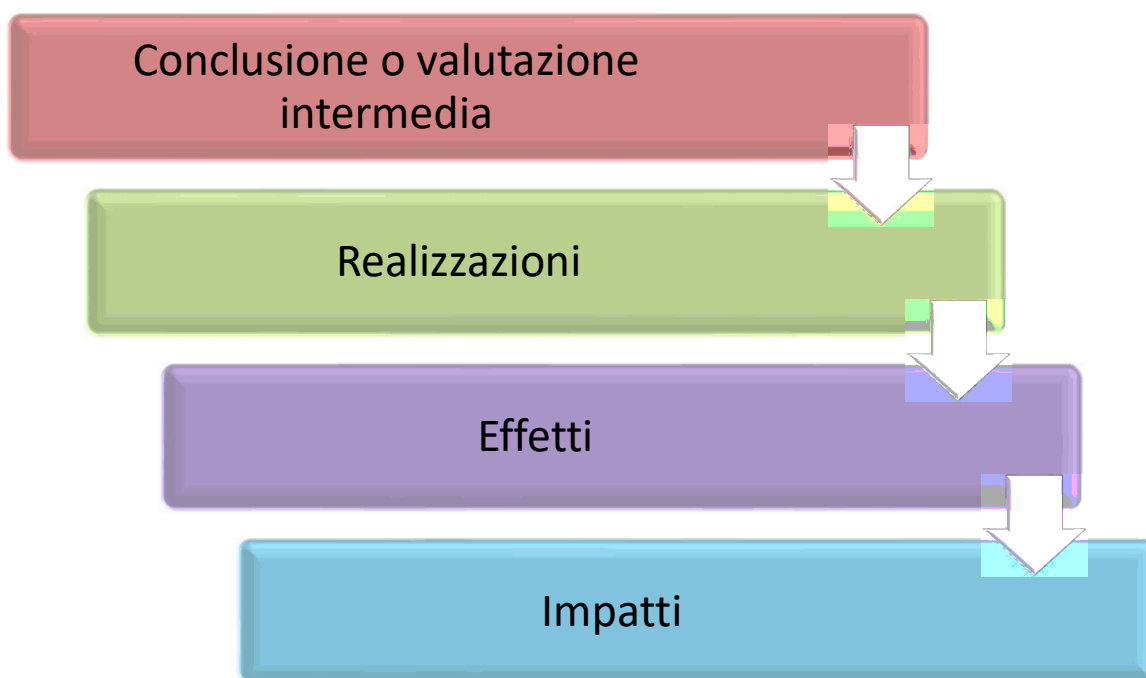 Conclusione o valutazione
intermedia
Realizzazioni
Effetti
Impatti